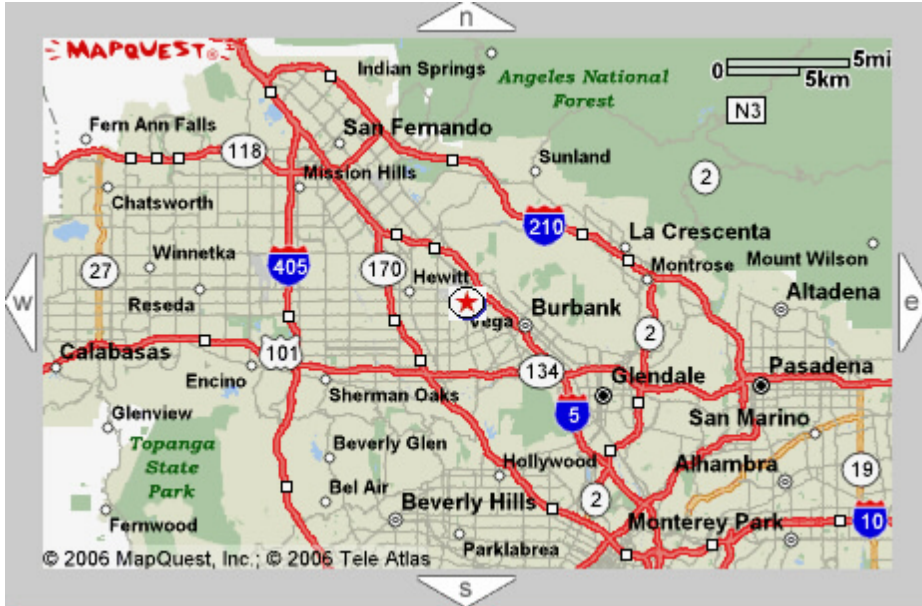 n
MAPQUEST
Indian Springs
Angeles National
Forest
0
5mi
5km
N3
Fern Ann Falls
118
San Fernando
Sunland
2
Mission Hills
Chatsworth
210
La Crescenta
Winnetka
405
170
Hewitt
Montrose
Mount Wilson
27
w
e
Reseda
Vega
Burbank
Altadena
2
Calabasas
101
134
Encino
Glendale
Pasadena
Sherman Oaks
5
San Marino
Glenview
Topanga
State
Park
Beverly Glen
Hollywood
Alhambra
19
Bel Air
Beverly Hills
2
Fernwood
Monterey Park
10
Parklabrea
© 2006 MapQuest, Inc.; © 2006 Tele Atlas
s